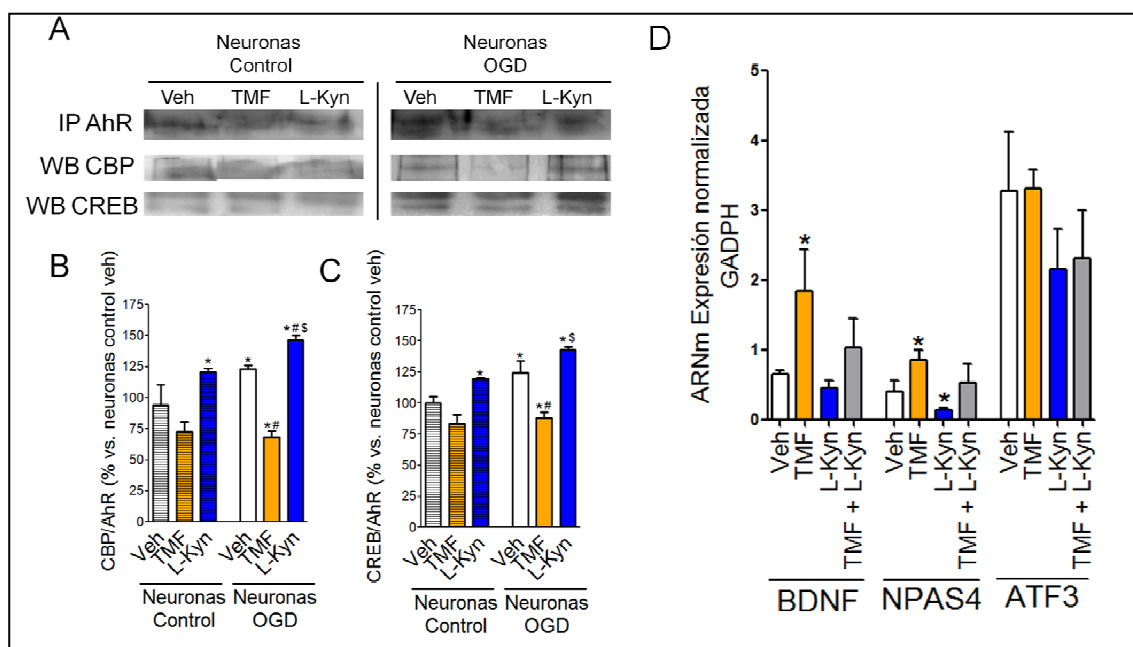 A
Neuronas
Control
Neuronas
OGD
Veh TMF L-Kyn
Veh TMF L-Kyn
IP AhR
WB CBP
WB CREB
B
CBP/AhR (% vs. neuronas control veh)
175
150
125
100
75
50
25
0
*
*
*#
*#$
Veh
TMF
L-Kyn
Veh
TMF
L-Kyn
Neuronas
Control
Neuronas
OGD
C
CREB/AhR (% vs. neuronas control veh)
175
150
125
100
75
50
25
0
*
*
*#
*$
Veh
TMF
L-Kyn
Veh
TMF
L-Kyn
Neuronas
Control
Neuronas
OGD
D
ARNm Expresión normalizada
GADPH
5
4
3
2
1
0
*
*
*
Veh
TMF
L-Kyn
TMF + L-Kyn
Veh
TMF
L-Kyn
TMF + L-Kyn
Veh
TMF
L-Kyn
TMF + L-Kyn
BDNF
NPAS4
ATF3